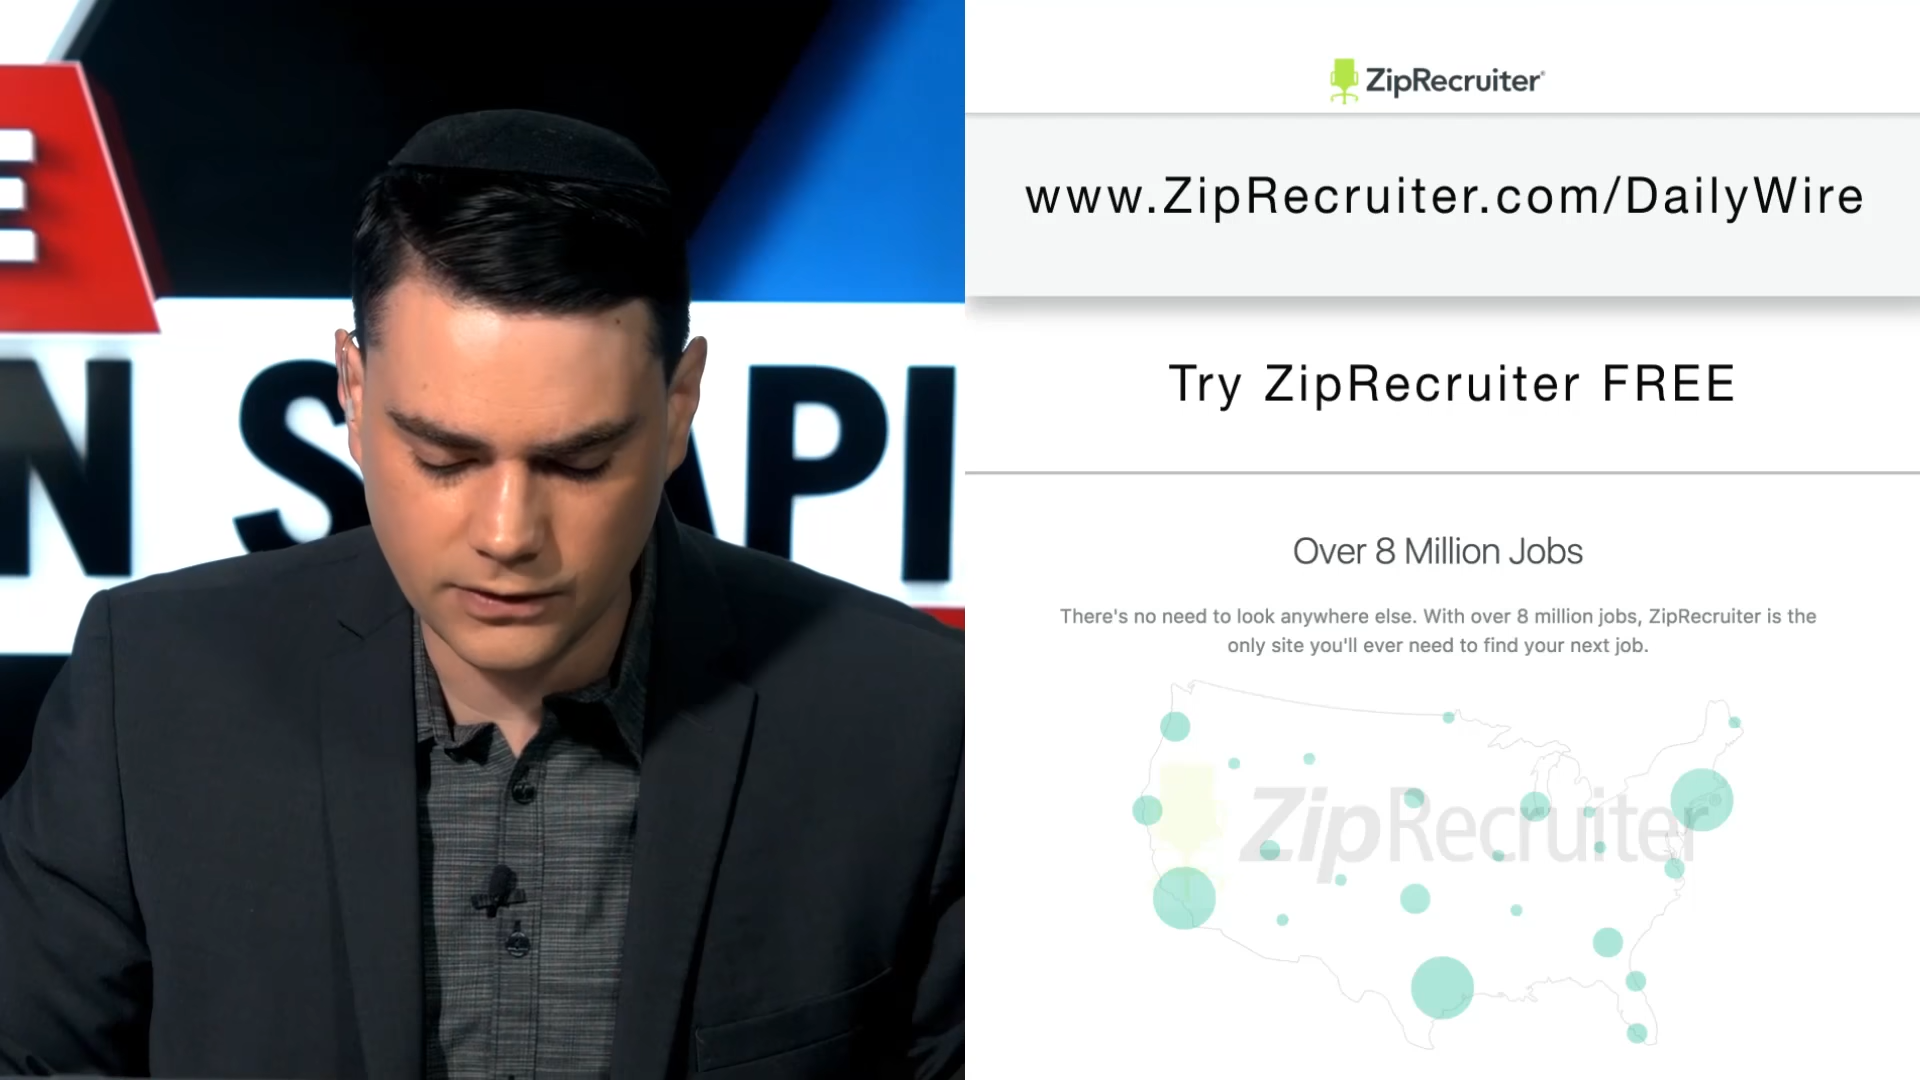 E
N S API
ZipRecruiter
www.ZipRecruiter.com/DailyWire
Try ZipRecruiter FREE
Over 8 Million Jobs
There's no need to look anywhere else. With over 8 million jobs, ZipRecruiter is the
only site you'll ever need to find your next job.
ZipRecruiter